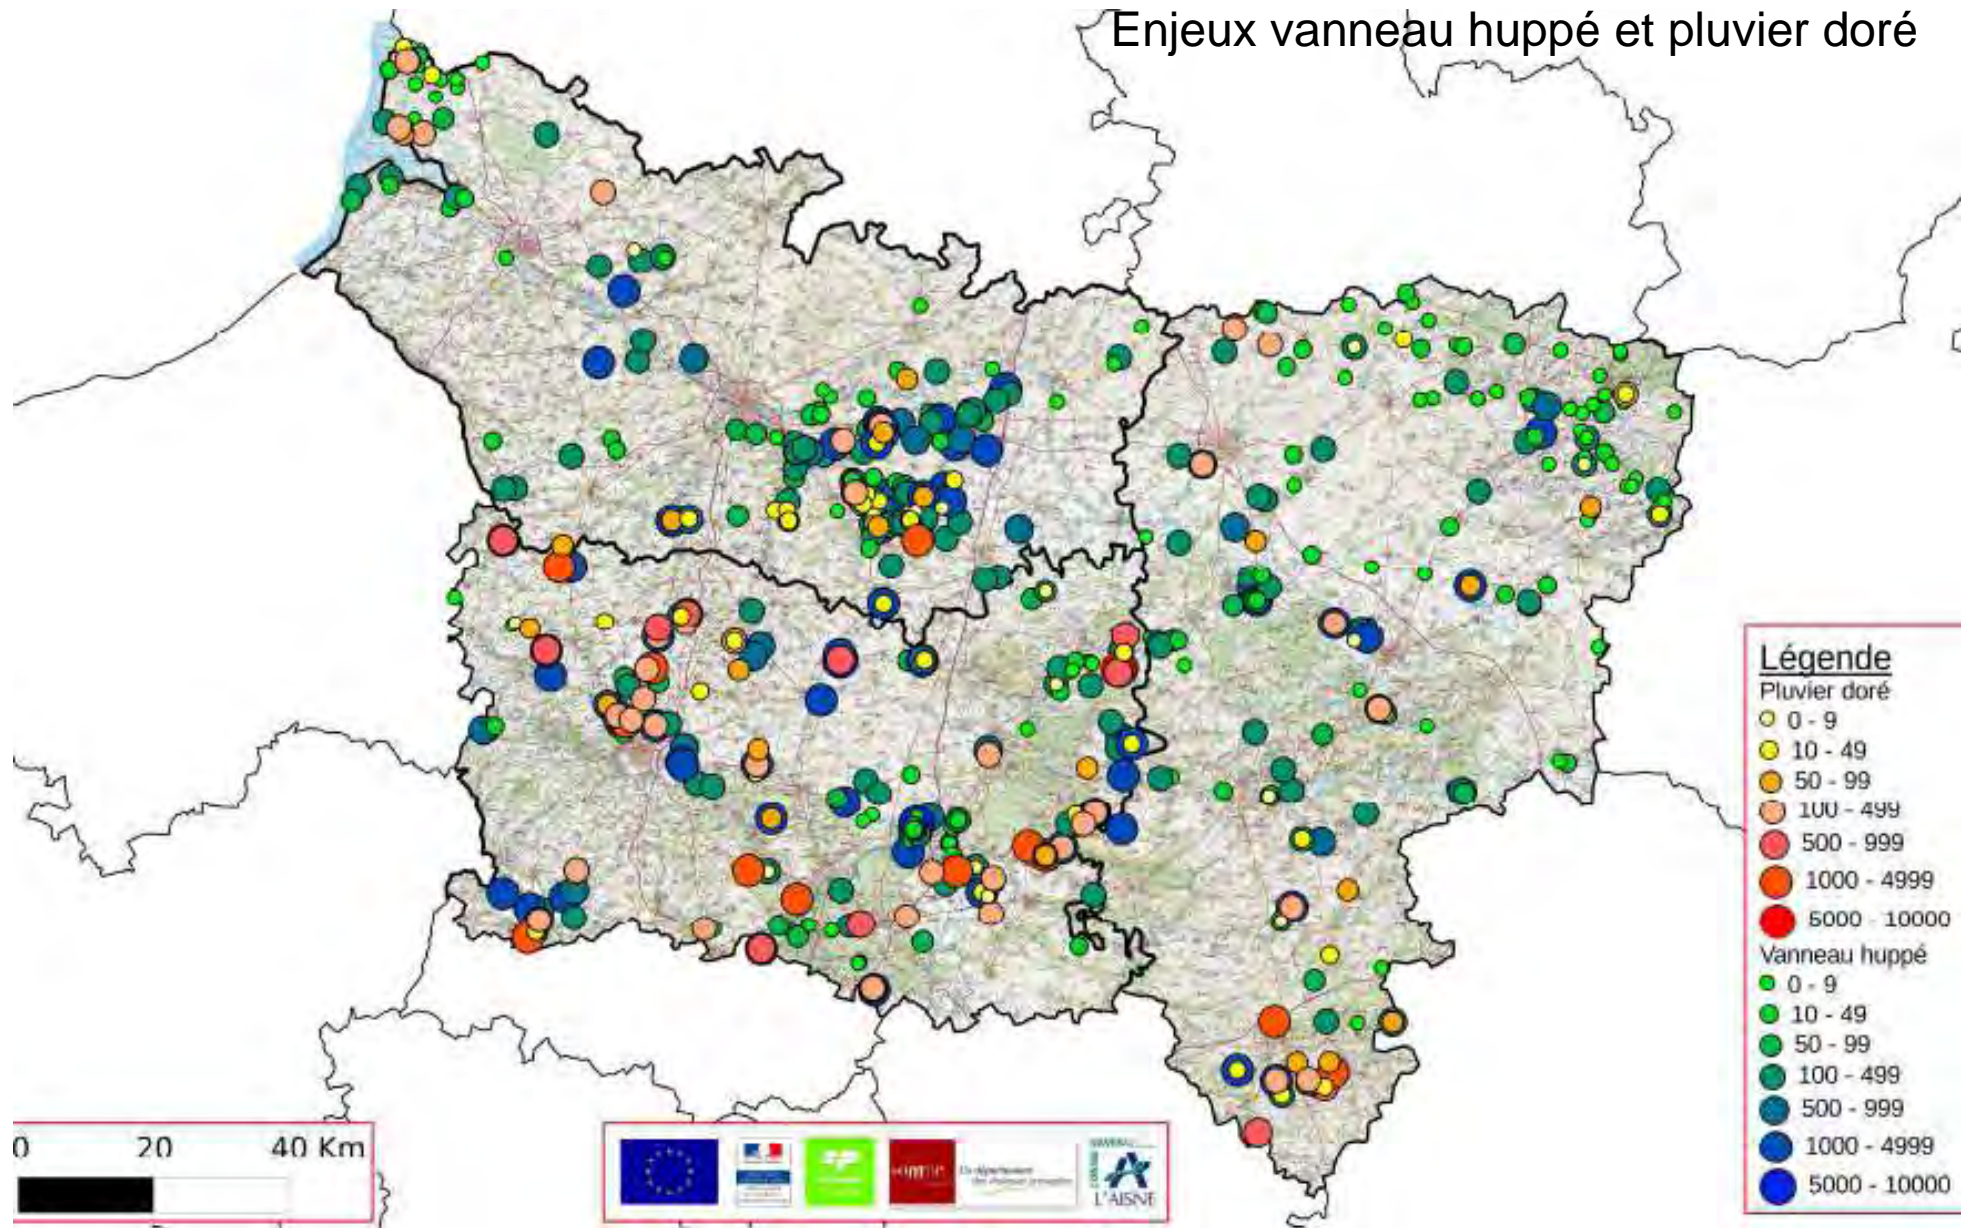 Enjeux vanneau huppé et pluvier doré
Légende
Pluvier doré
0 - 9
10 - 49
50 - 99
100 - 499
500 - 999
1000 - 4999
5000 - 10000
Vanneau huppé
0 - 9
10 - 49
50 - 99
100 - 499
500 - 999
1000 - 4999
5000 - 10000
0 20 40 Km
L'AISNE